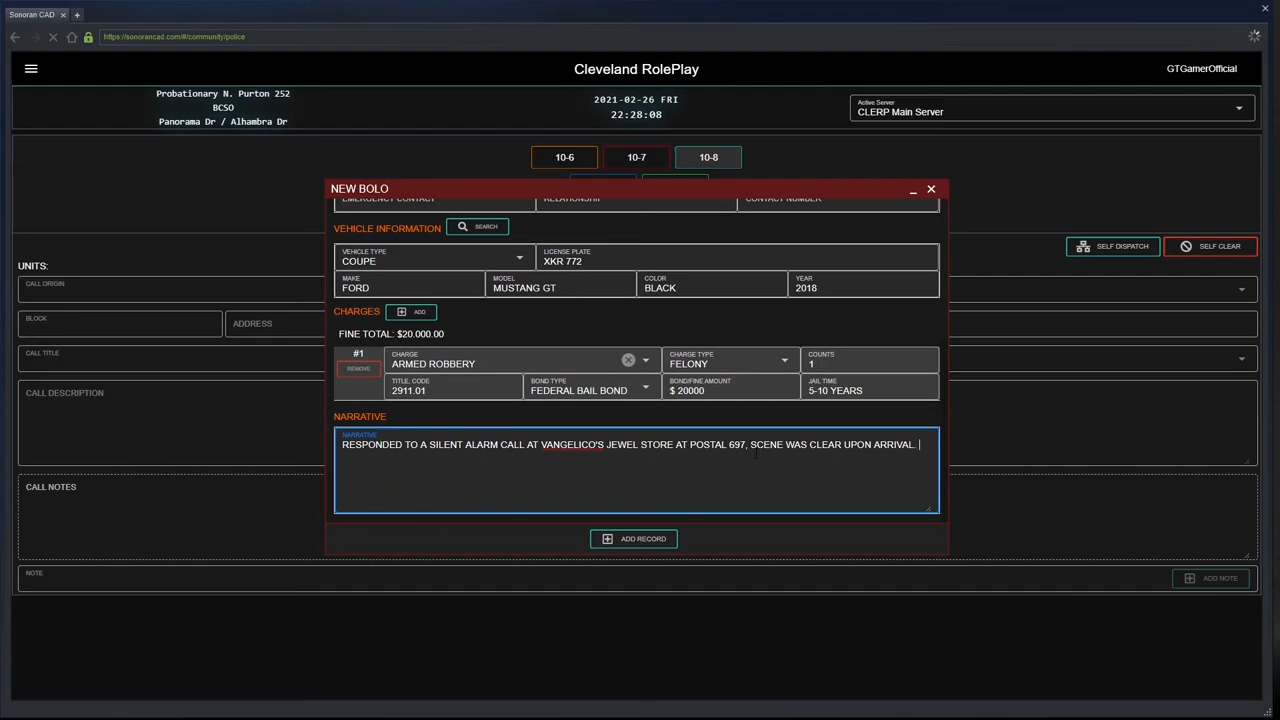 Sonoran CAD
https://sonorancad.com/#/community/police
Cleveland RolePlay
GTGamerOfficial
Probationary N. Purton 252
BCSO
Panorama Dr / Alhambra Dr
2021-02-26 FRI
22:28:08
Active Server
CLERP Main Server
10-6
10-7
10-8
NEW BOLO
EMERGENCY CONTACT
RELATIONSHIP
CONTACT NUMBER
VEHICLE INFORMATION
SEARCH
VEHICLE TYPE
COUPE
LICENSE PLATE
XKR 772
MAKE
FORD
MODEL
MUSTANG GT
COLOR
BLACK
YEAR
2018
CHARGES
ADD
FINE TOTAL: $20.000.00
#1
REMOVE
CHARGE
ARMED ROBBERY
CHARGE TYPE
FELONY
COUNTS
1
TITLE, CODE
2911.01
BOND TYPE
FEDERAL BAIL BOND
BOND/FINE AMOUNT
$ 20000
JAIL TIME
5-10 YEARS
NARRATIVE
NARRATIVE
RESPONDED TO A SILENT ALARM CALL AT VANGELICO'S JEWEL STORE AT POSTAL 697, SCENE WAS CLEAR UPON ARRIVAL.
ADD RECORD
SELF DISPATCH
SELF CLEAR
UNITS:
CALL ORIGIN
BLOCK
ADDRESS
CALL TITLE
CALL DESCRIPTION
CALL NOTES
NOTE
ADD NOTE